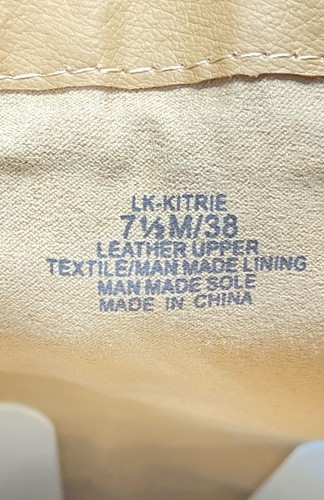 LK-KITRIE
7½M/38
LEATHER UPPER
TEXTILE/MAN MADE LINING
MAN MADE SOLE
MADE IN CHINA